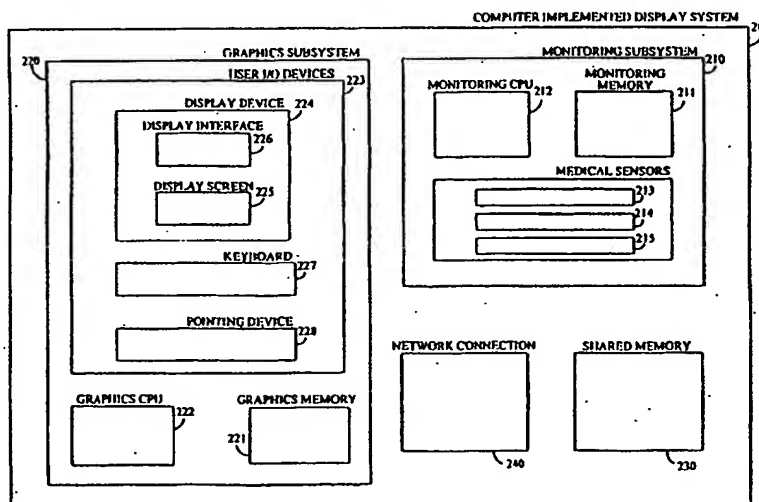 COMPUTER IMPLEMENTED DISPLAY SYSTEM
GRAPHICS SUBSYSTEM
220
USER I/O DEVICES
223
DISPLAY DEVICE
224
DISPLAY INTERFACE
226
DISPLAY SCREEN
225
KEYBOARD
227
POINTING DEVICE
228
GRAPHICS CPU
222
GRAPHICS MEMORY
221
MONITORING SUBSYSTEM
210
MONITORING CPU
212
MONITORING
MEMORY
211
MEDICAL SENSORS
213
214
215
NETWORK CONNECTION
240
SHARED MEMORY
230